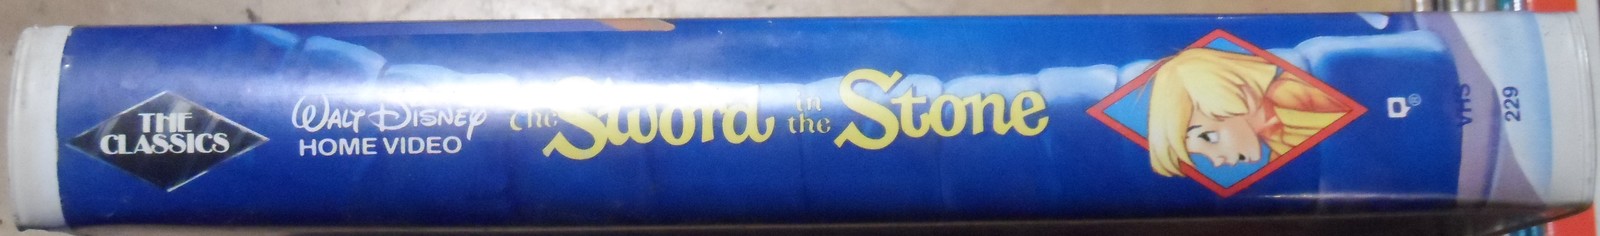 THE
CLASSICS
WALT DISNEY
HOME VIDEO
The Sword in the Stone
®
VHS
229